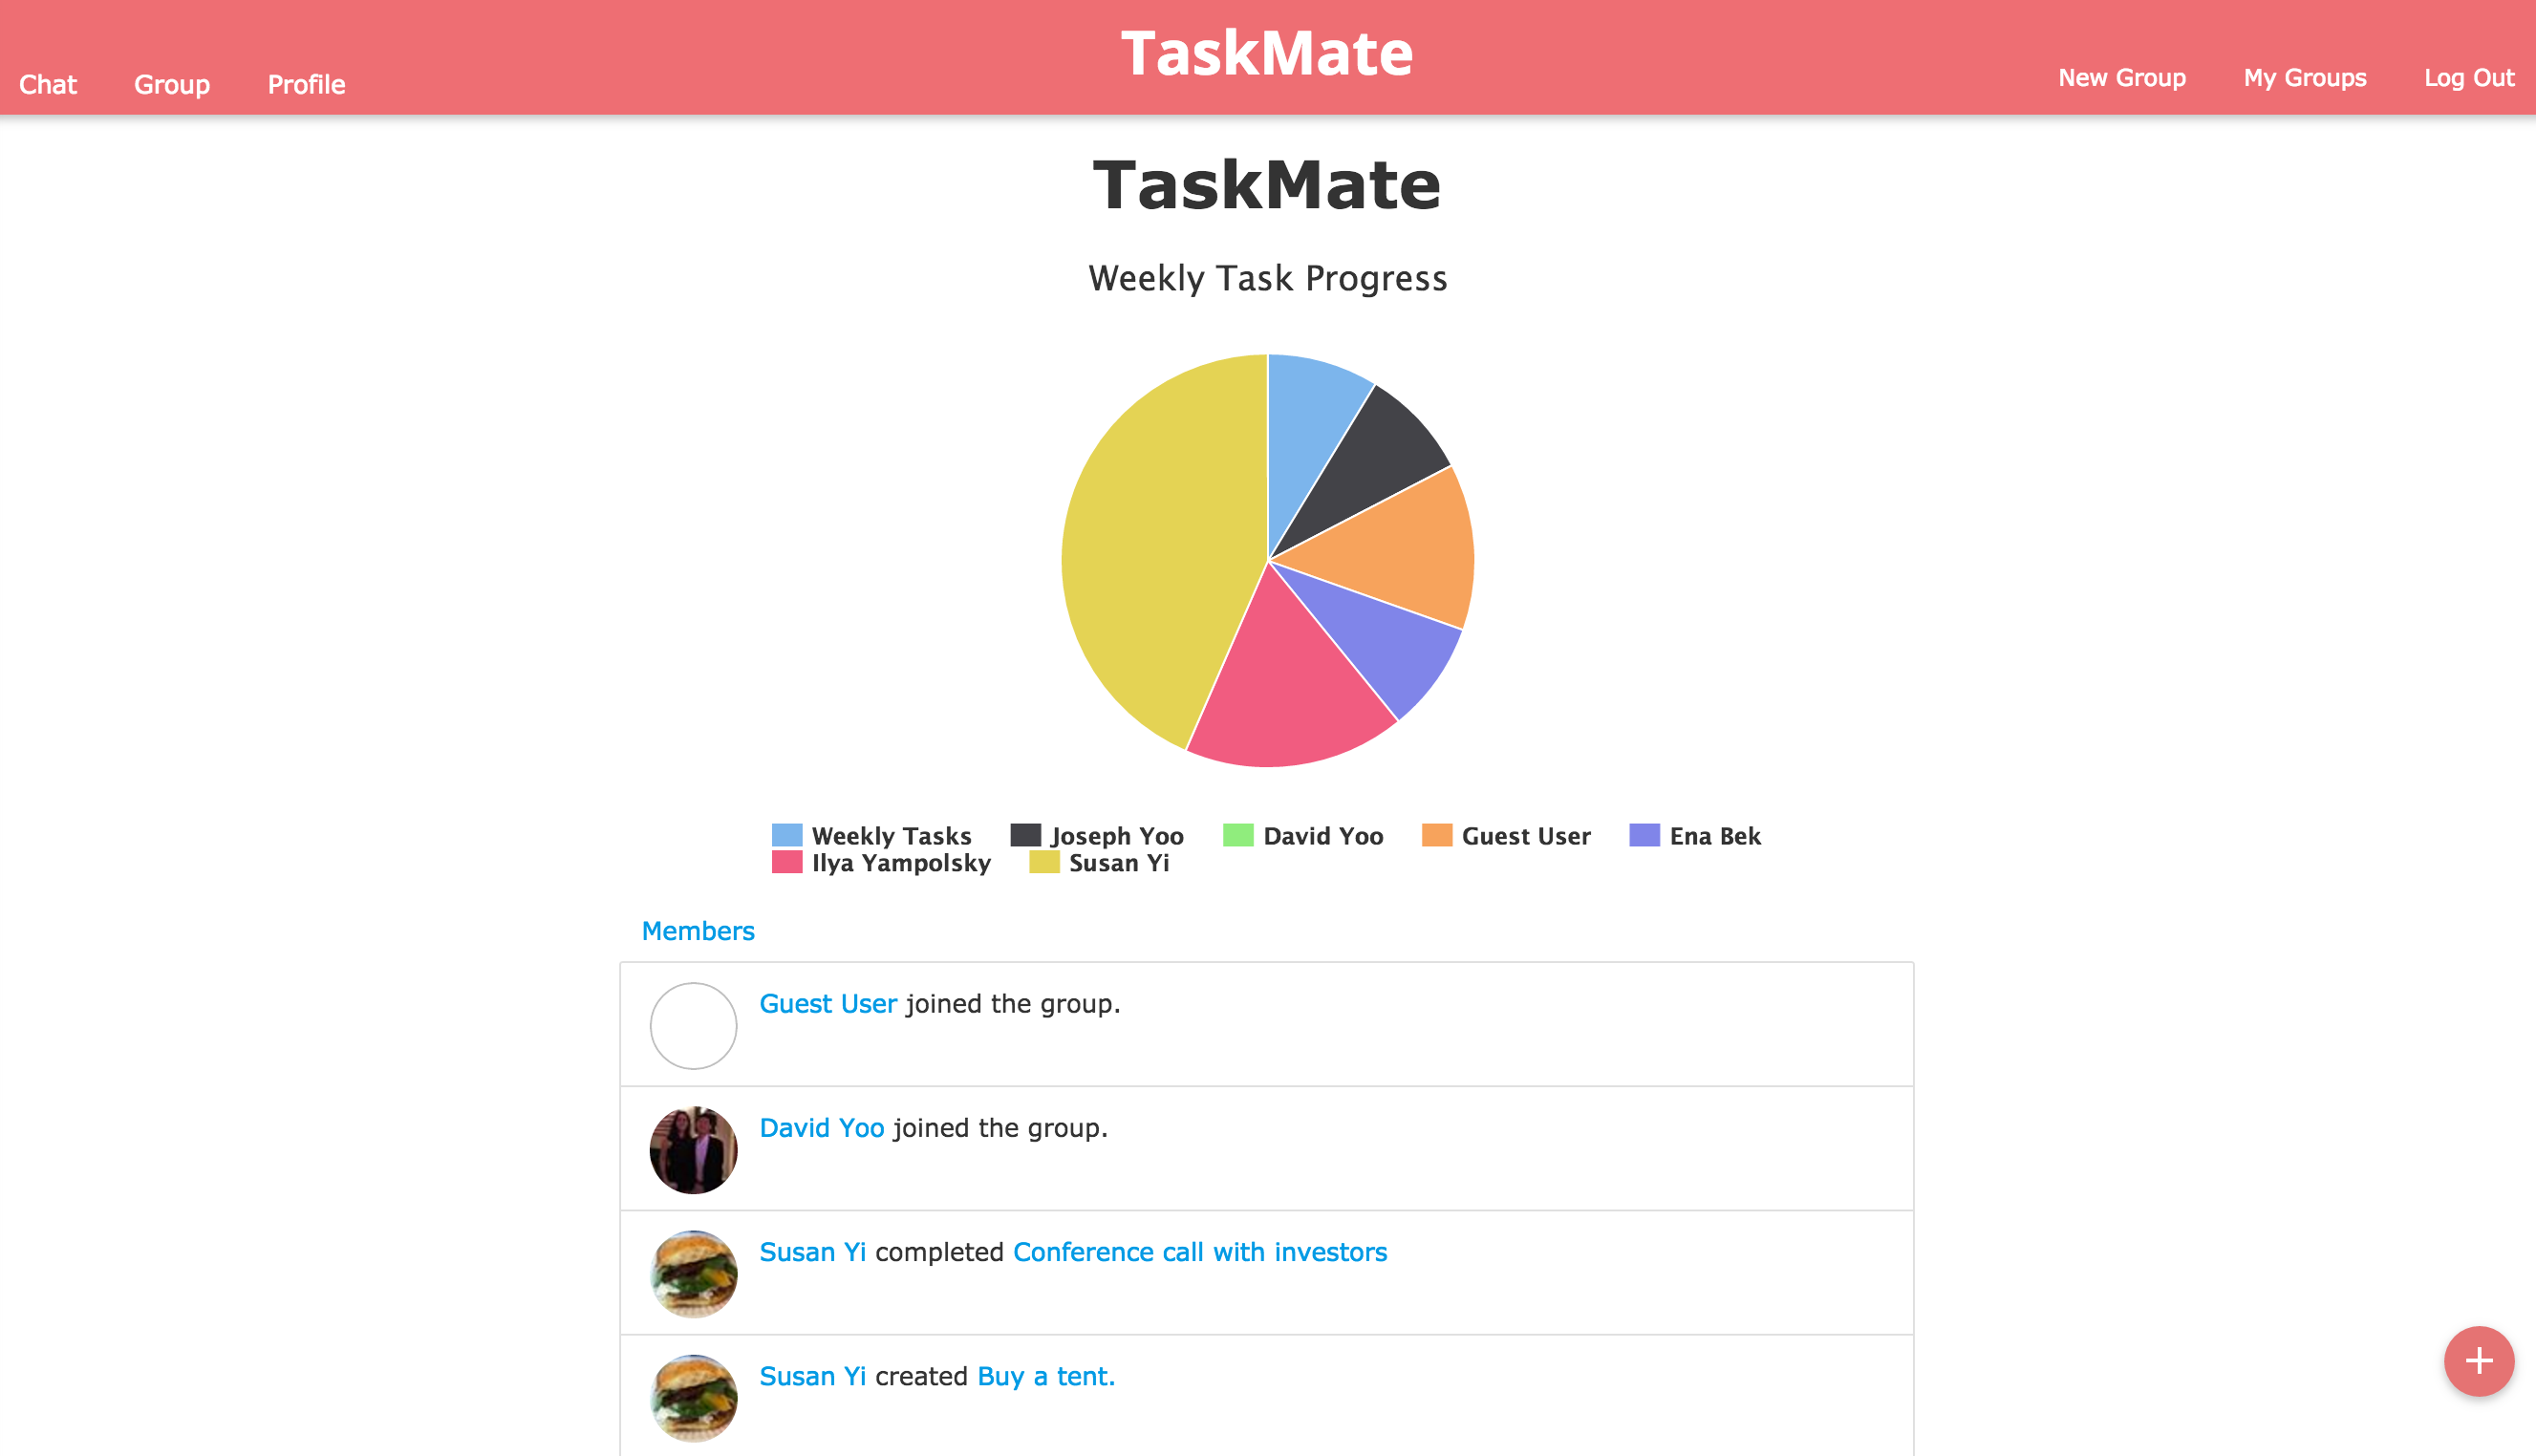 TaskMate
Chat Group Profile
New Group My Groups Log Out
TaskMate
Weekly Task Progress
Weekly Tasks Joseph Yoo David Yoo Guest User Ena Bek
Ilya Yampolsky Susan Yi
Members
Guest User joined the group.
David Yoo joined the group.
Susan Yi completed Conference call with investors
Susan Yi created Buy a tent.
+